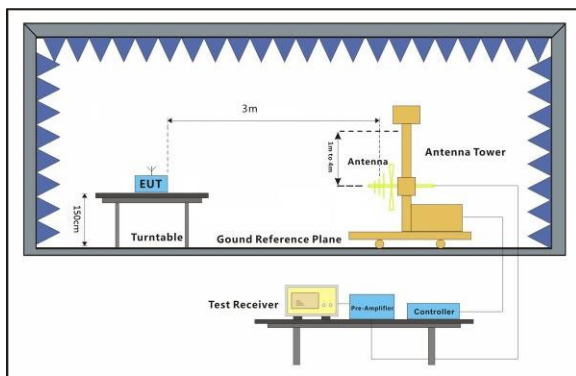 3m
1m to 4m
Antenna
Antenna Tower
EUT
150cm
Turntable
Gound Reference Plane
Test Receiver
Pre-Amplifier
Controller